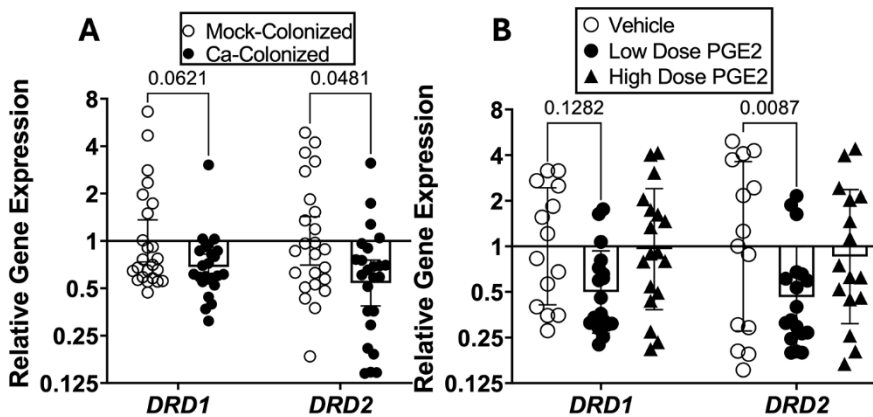 A
Mock-Colonized
Ca-Colonized
0.0621
0.0481
Relative Gene Expression
8
4
2
1
0.5
0.25
0.125
DRD1
DRD2
B
Vehicle
Low Dose PGE2
High Dose PGE2
0.1282
0.0087
Relative Gene Expression
8
4
2
1
0.5
0.25
0.125
DRD1
DRD2